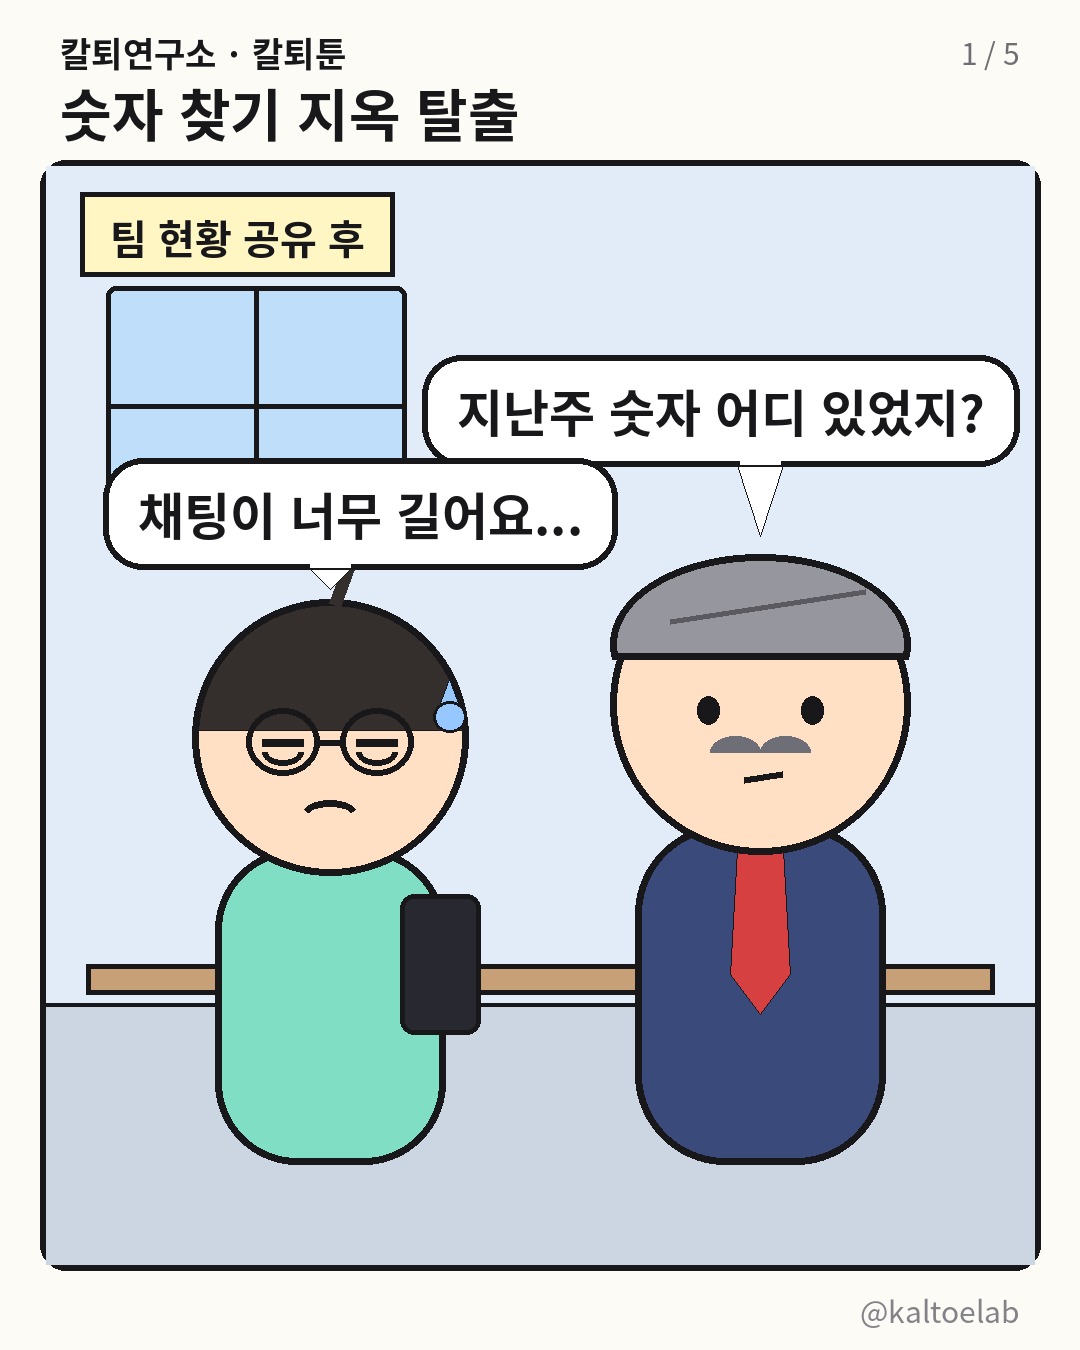 칼퇴연구소 · 칼퇴툰
1 / 5
숫자 찾기 지옥 탈출
팀 현황 공유 후
지난주 숫자 어디 있었지?
채팅이 너무 길어요...
@kaltoelab